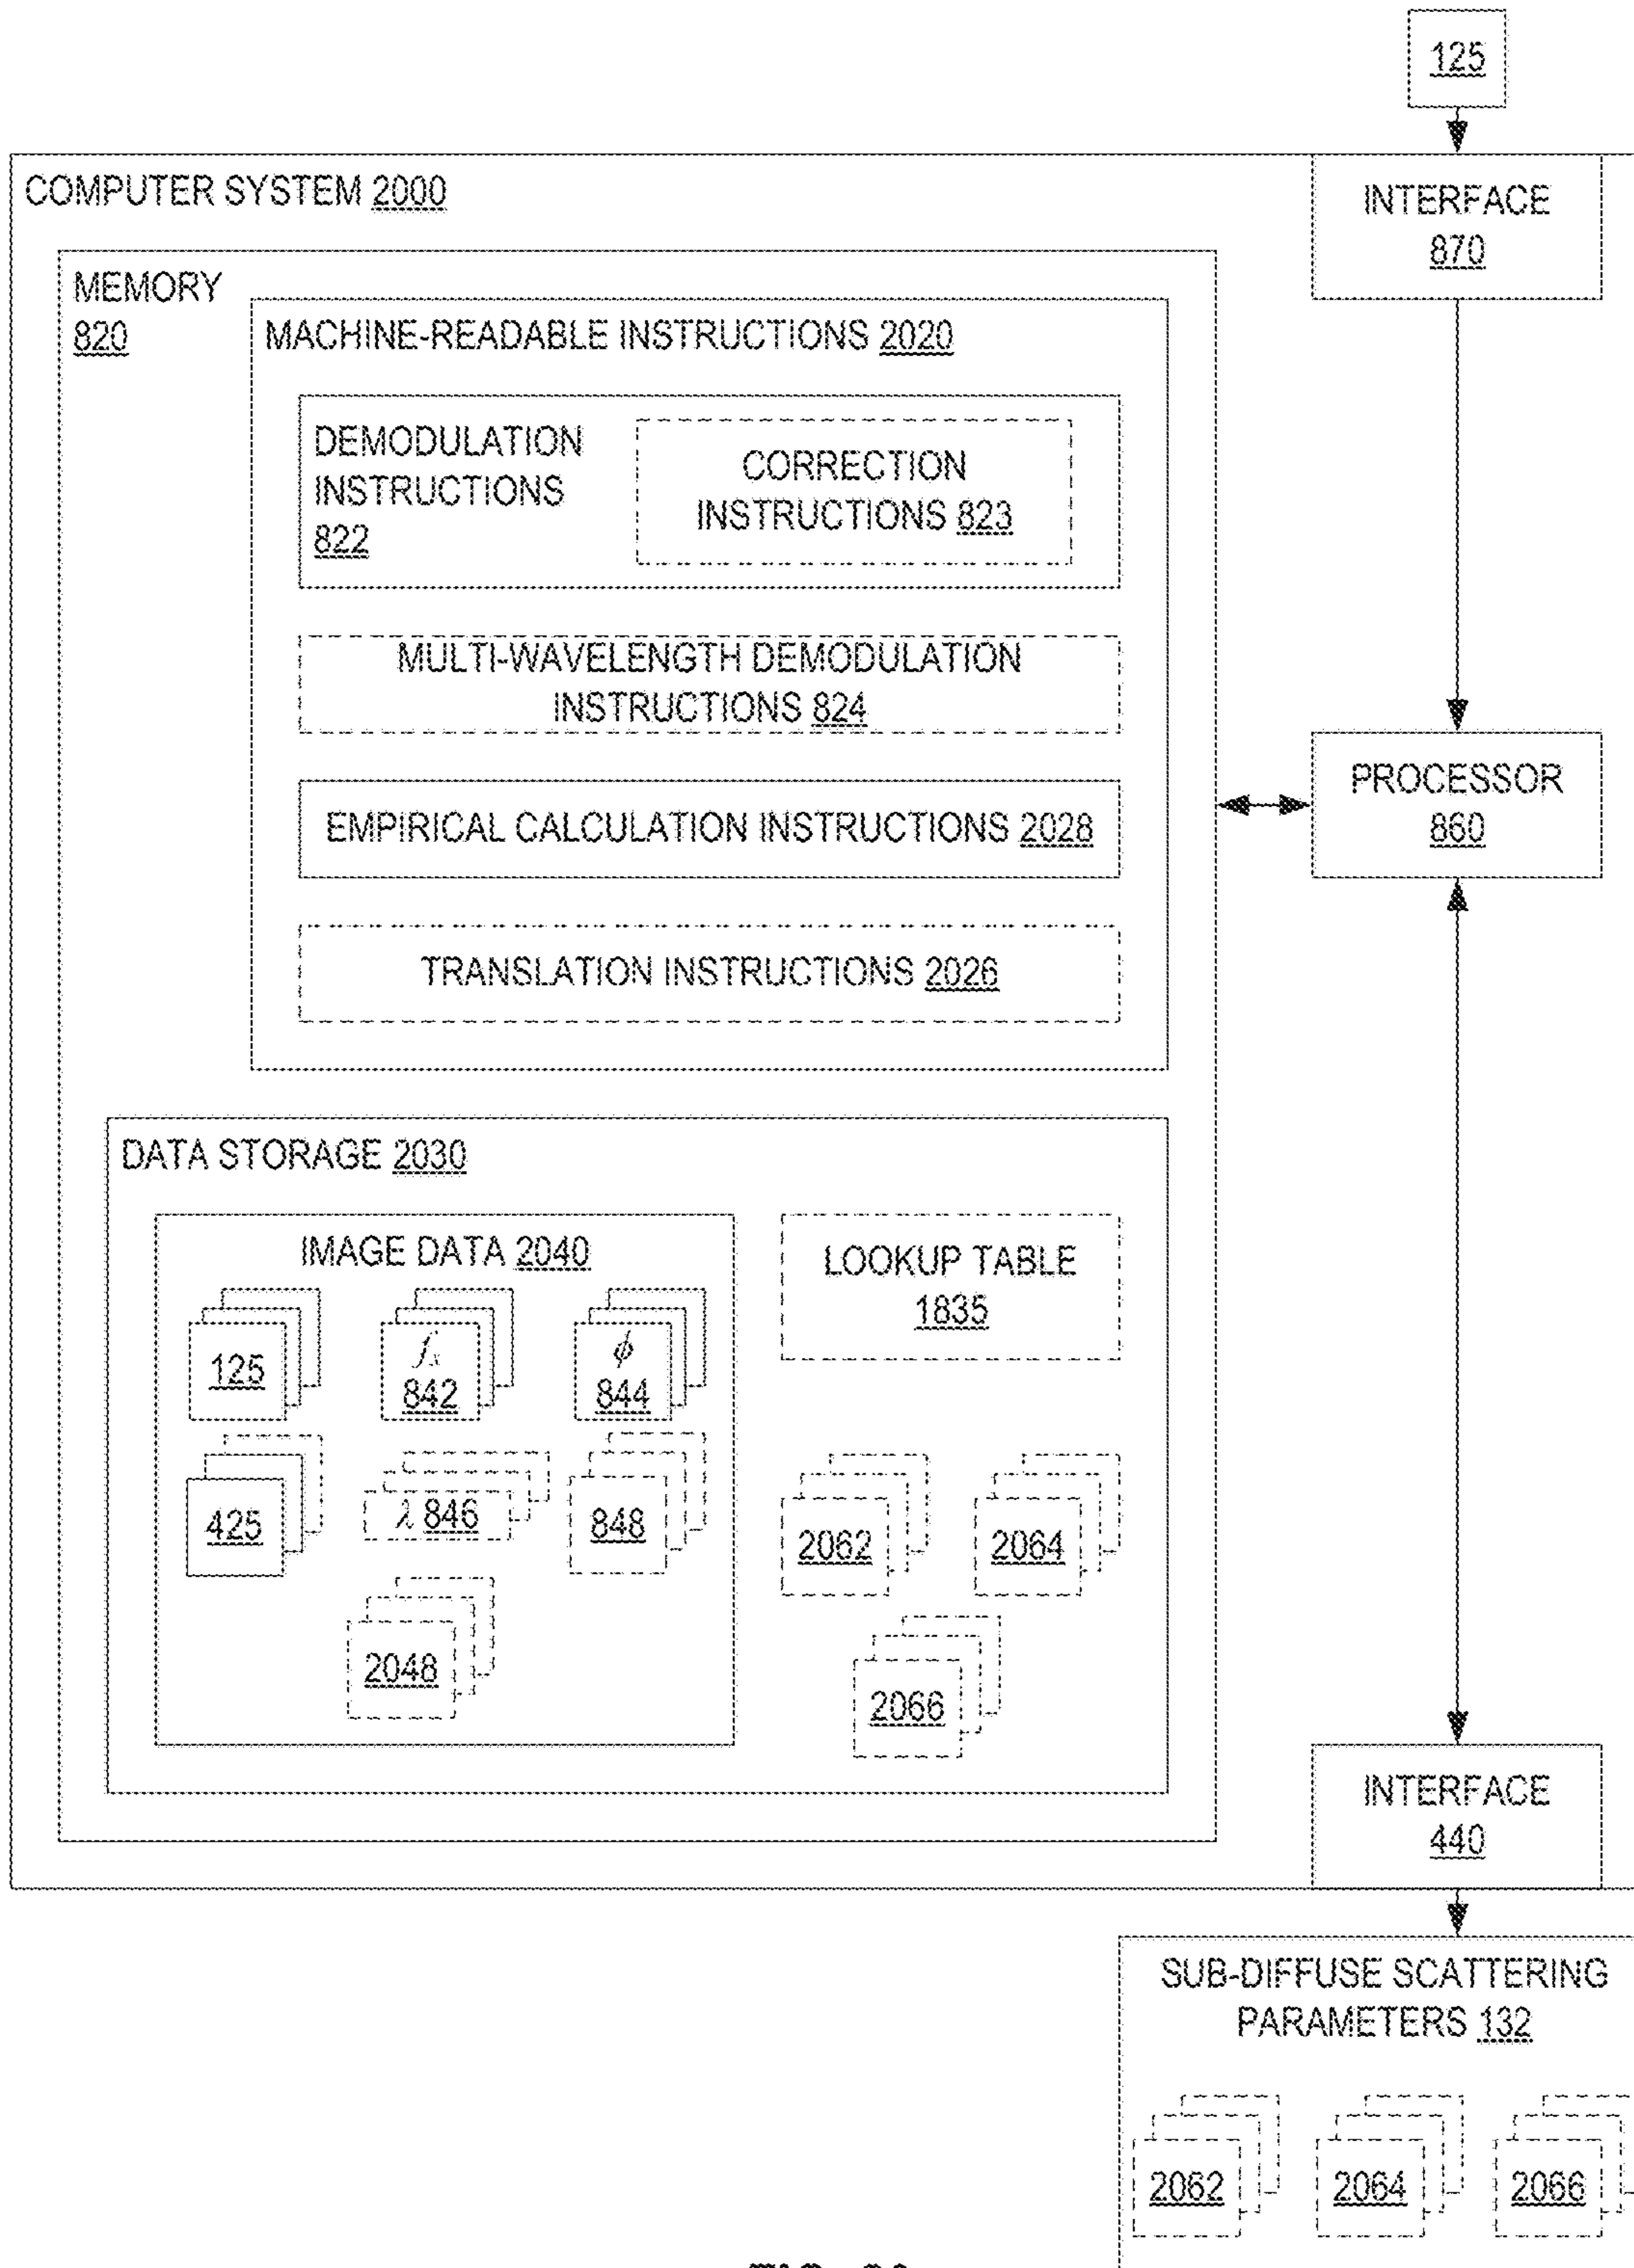 125
COMPUTER SYSTEM 2000
INTERFACE
870
MEMORY
820
MACHINE-READABLE INSTRUCTIONS 2020
DEMODULATION
INSTRUCTIONS
822
CORRECTION
INSTRUCTIONS 823
MULTI-WAVELENGTH DEMODULATION
INSTRUCTIONS 824
PROCESSOR
860
EMPIRICAL CALCULATION INSTRUCTIONS 2028
TRANSLATION INSTRUCTIONS 2026
DATA STORAGE 2030
IMAGE DATA 2040
125
fx
842
ϕ
844
425
λ 846
848
2048
LOOKUP TABLE
1835
2062
2064
2066
INTERFACE
440
SUB-DIFFUSE SCATTERING
PARAMETERS 132
2062
2064
2066